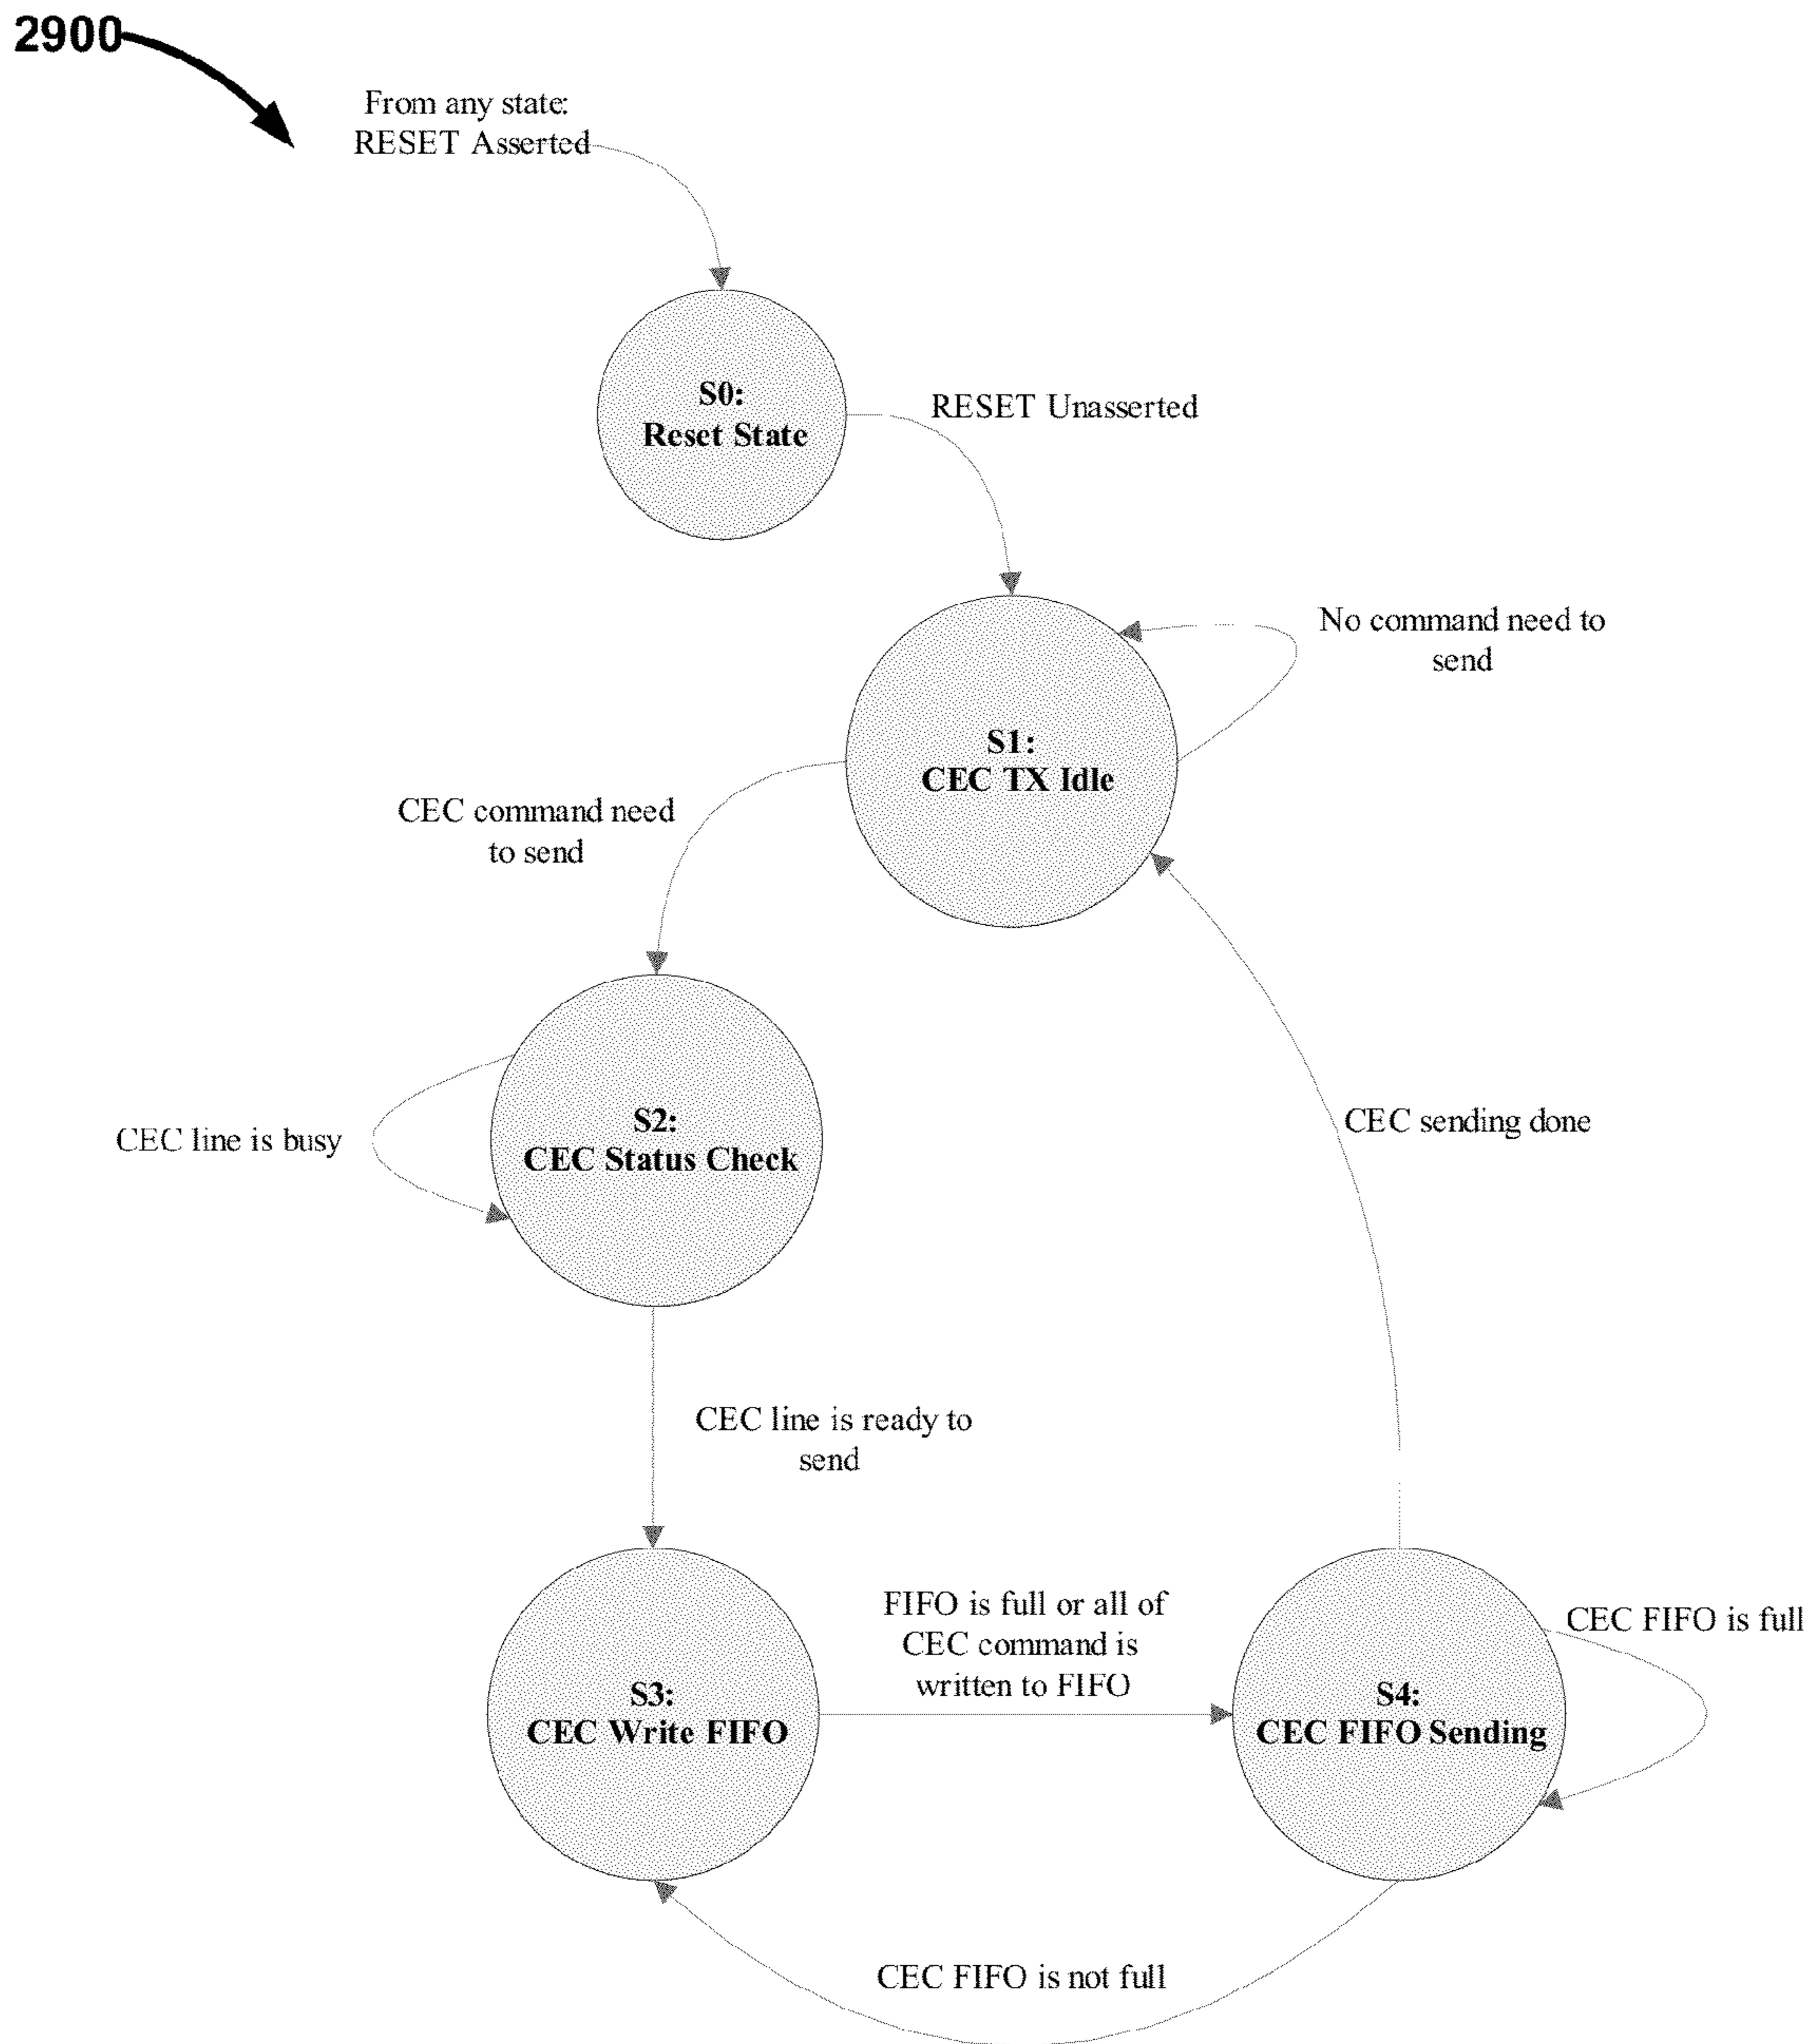 2900
From any state:
RESET Asserted
S0:
Reset State
RESET Unasserted
No command need to
send
S1:
CEC TX Idle
CEC command need
to send
S2:
CEC Status Check
CEC line is busy
CEC sending done
CEC line is ready to
send
FIFO is full or all of
CEC command is
written to FIFO
CEC FIFO is full
S3:
CEC Write FIFO
S4:
CEC FIFO Sending
CEC FIFO is not full